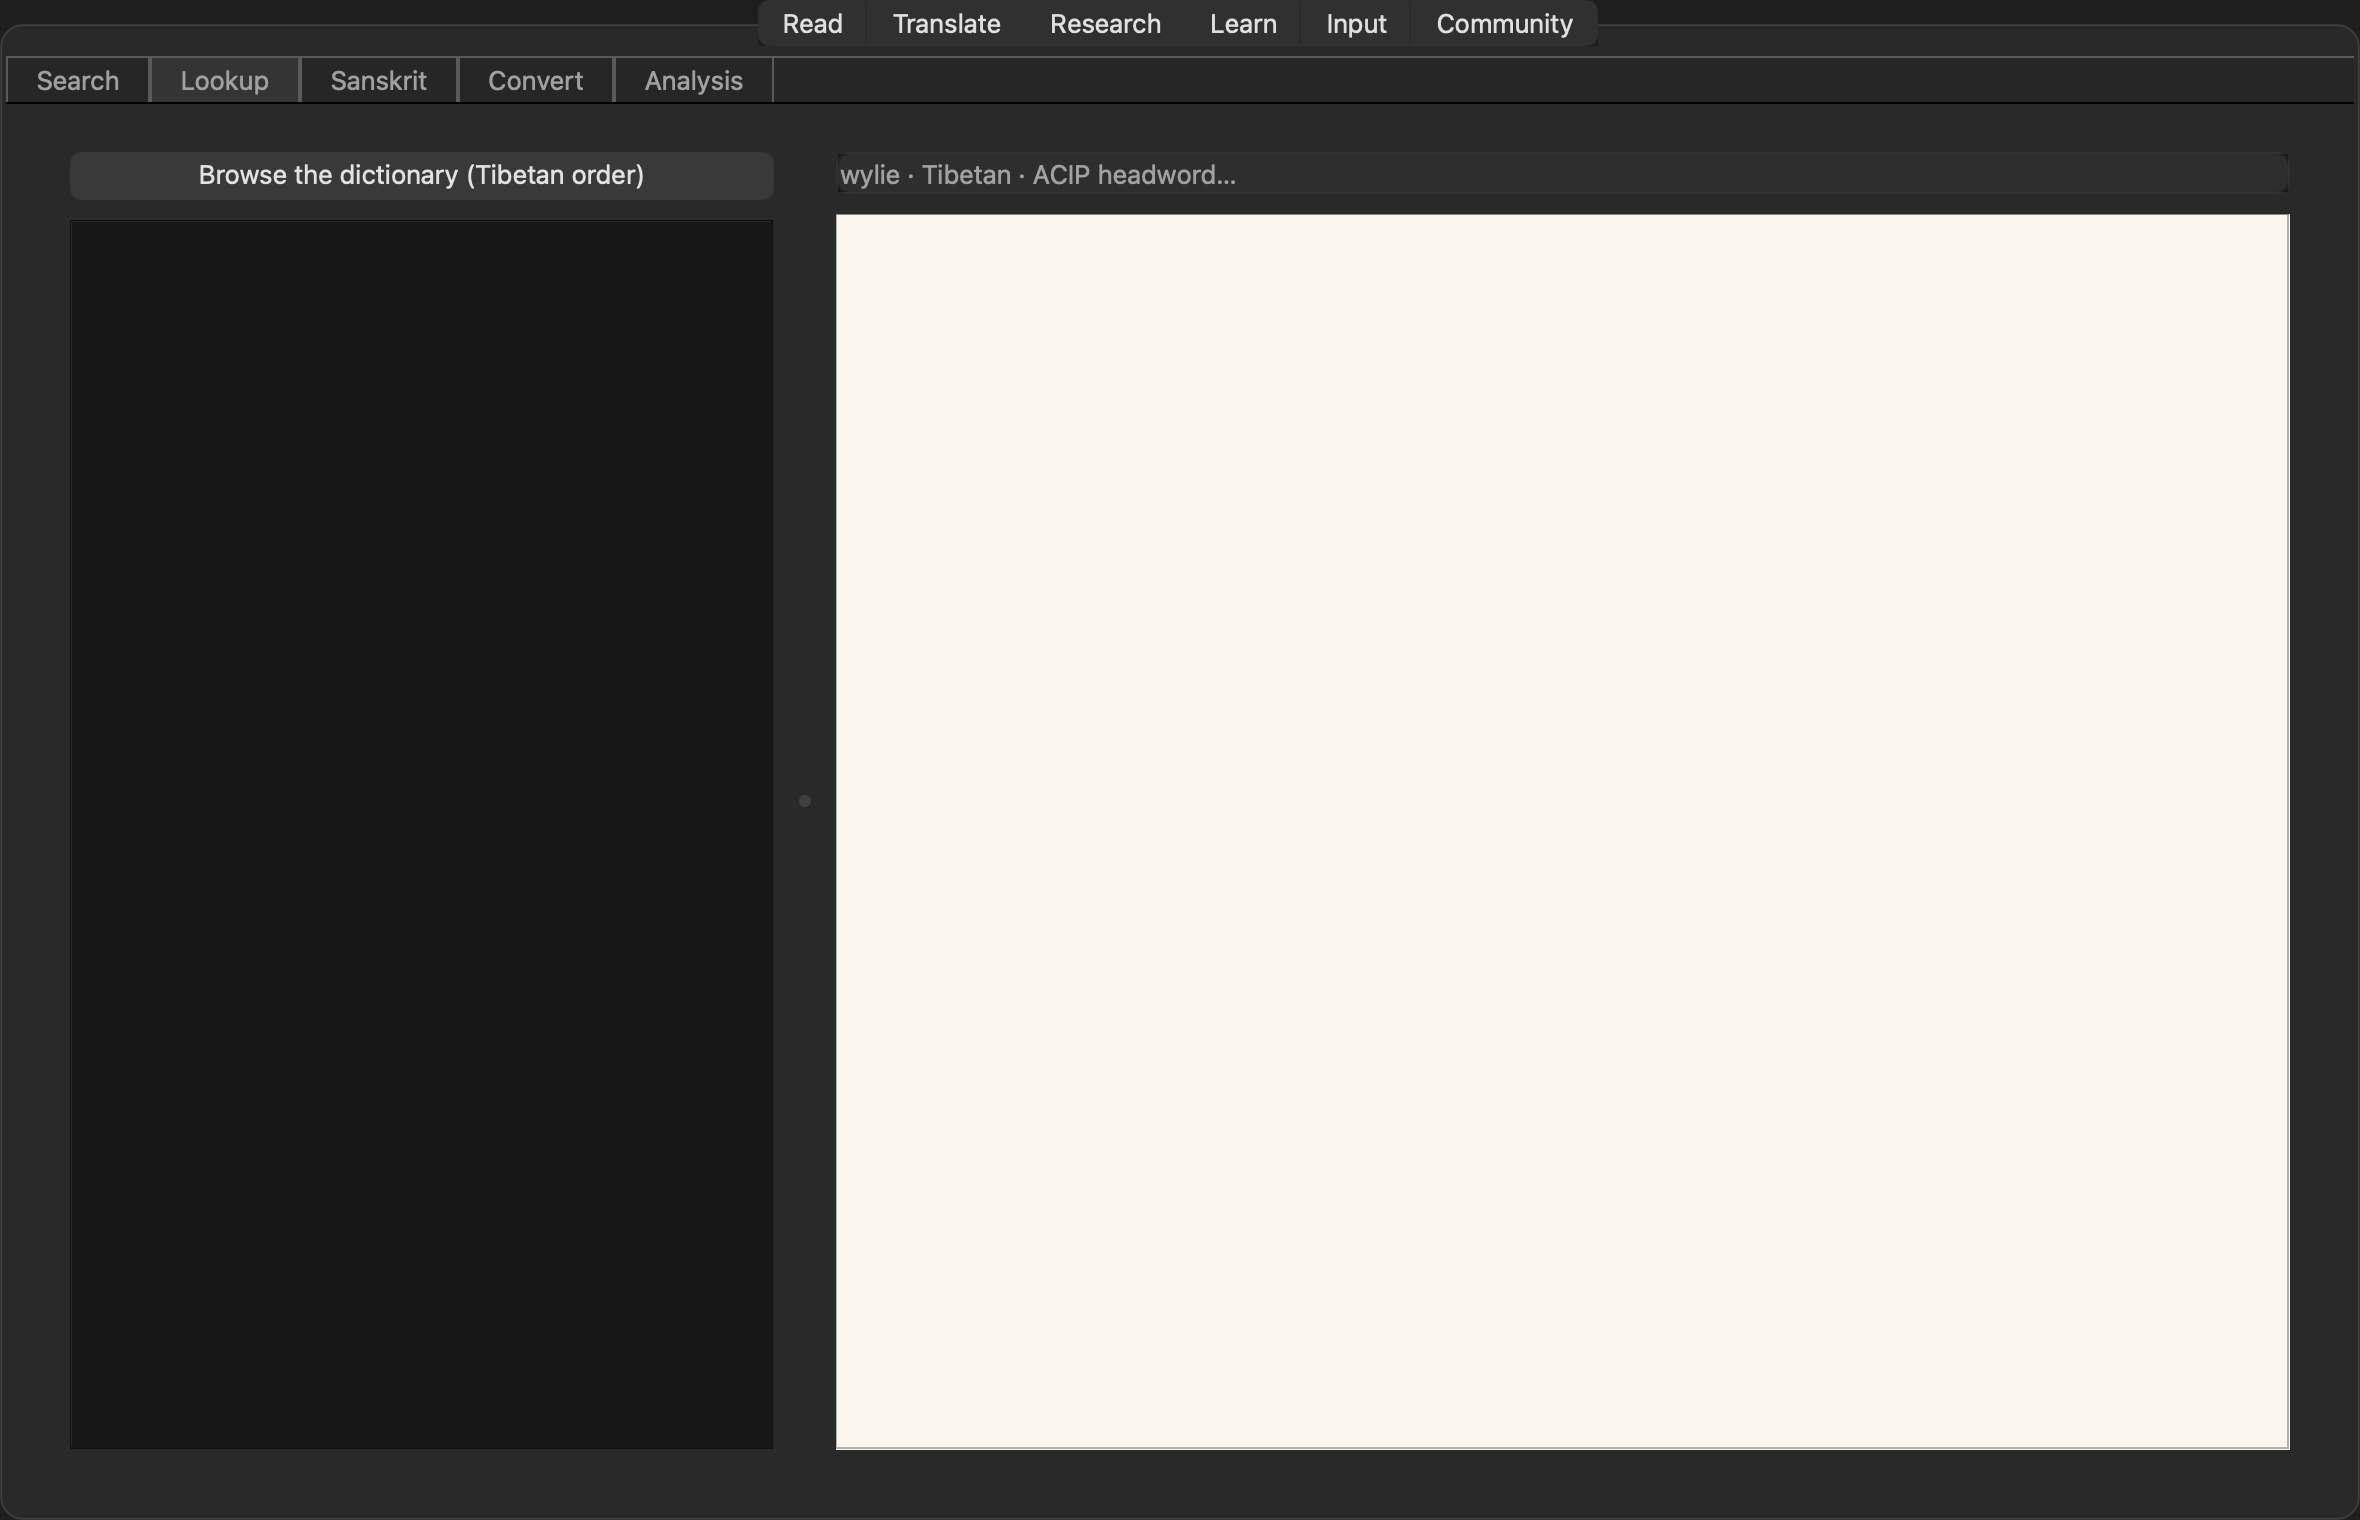 Read Translate Research Learn Input Community
Search Lookup Sanskrit Convert Analysis
Browse the dictionary (Tibetan order)
wylie · Tibetan · ACIP headword...